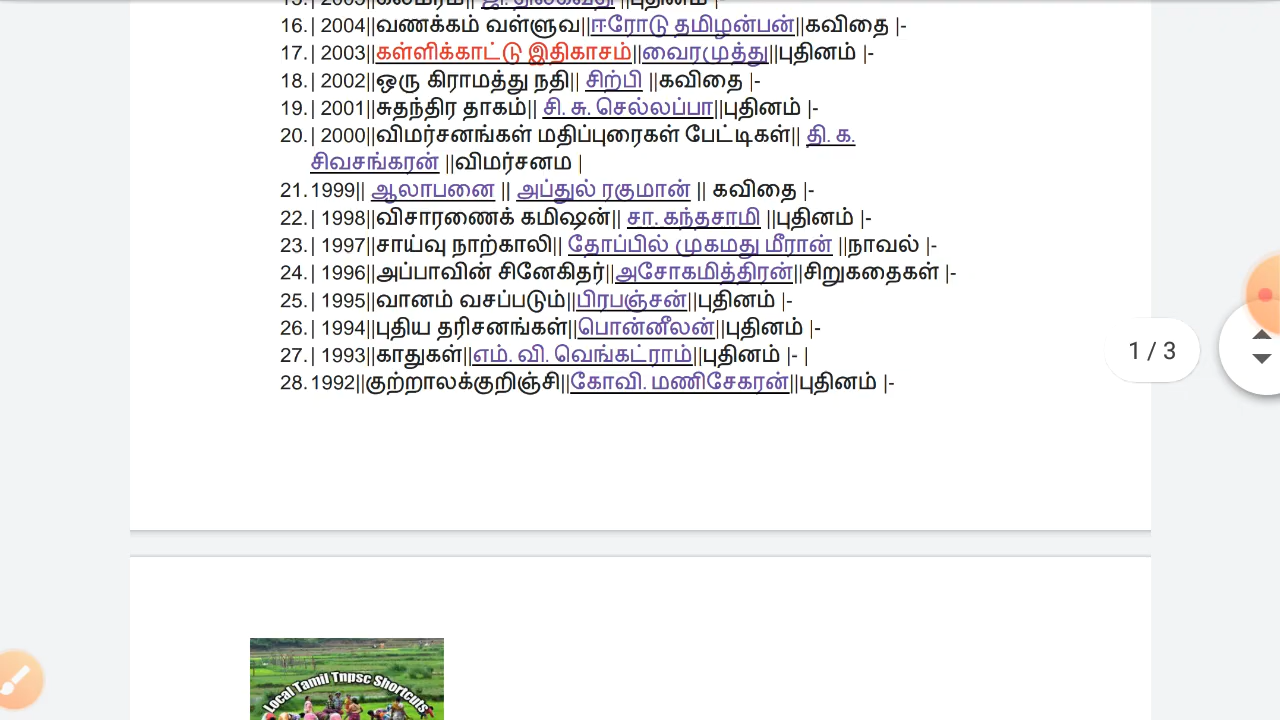 16. | 2004||வணக்கம் வள்ளுவ||ஈரோடு தமிழன்பன்||கவிதை |-
17. | 2003||கள்ளிக்காட்டு இதிகாசம்||வைரமுத்து||புதினம் |-
18. | 2002||ஒரு கிராமத்து நதி|| சிற்பி ||கவிதை |-
19. | 2001||சுதந்திர தாகம்|| சி. சு. செல்லப்பா||புதினம் |-
20. | 2000||விமர்சனங்கள் மதிப்புரைகள் பேட்டிகள்|| தி. க.
சிவசங்கரன் ||விமர்சனம |
21. 1999|| ஆலாபனை || அப்துல் ரகுமான் || கவிதை |-
22. | 1998||விசாரணைக் கமிஷன்|| சா. கந்தசாமி ||புதினம் |-
23. | 1997||சாய்வு நாற்காலி|| தோப்பில் முகமது மீரான் ||நாவல் |-
24. | 1996||அப்பாவின் சினேகிதர்||அசோகமித்திரன்||சிறுகதைகள் |-
25. | 1995||வானம் வசப்படும்||பிரபஞ்சன்||புதினம் |-
26. | 1994||புதிய தரிசனங்கள்||பொன்னீலன்||புதினம் |-
27. | 1993||காதுகள்||எம். வி. வெங்கட்ராம்||புதினம் |- |
28. 1992||குற்றாலக்குறிஞ்சி||கோவி. மணிசேகரன்||புதினம் |-
1 / 3
Local Tamil Tnpsc Shortcuts